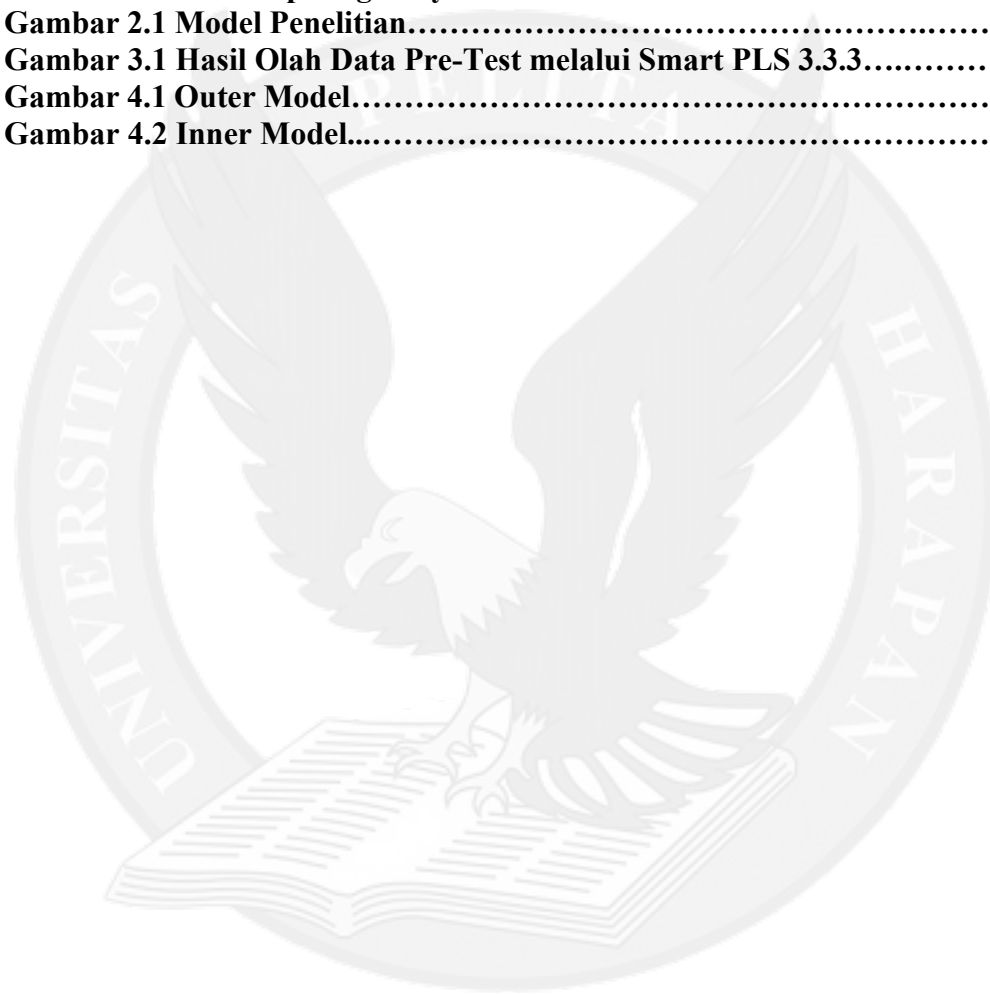 Gambar 2.1 Model Penelitian……………………………………………….……
Gambar 3.1 Hasil Olah Data Pre-Test melalui Smart PLS 3.3.3….………
Gambar 4.1 Outer Model……………………………………………………………
Gambar 4.2 Inner Model...……………………………………………………………
UNIVERSITAS PELITA HARAPAN